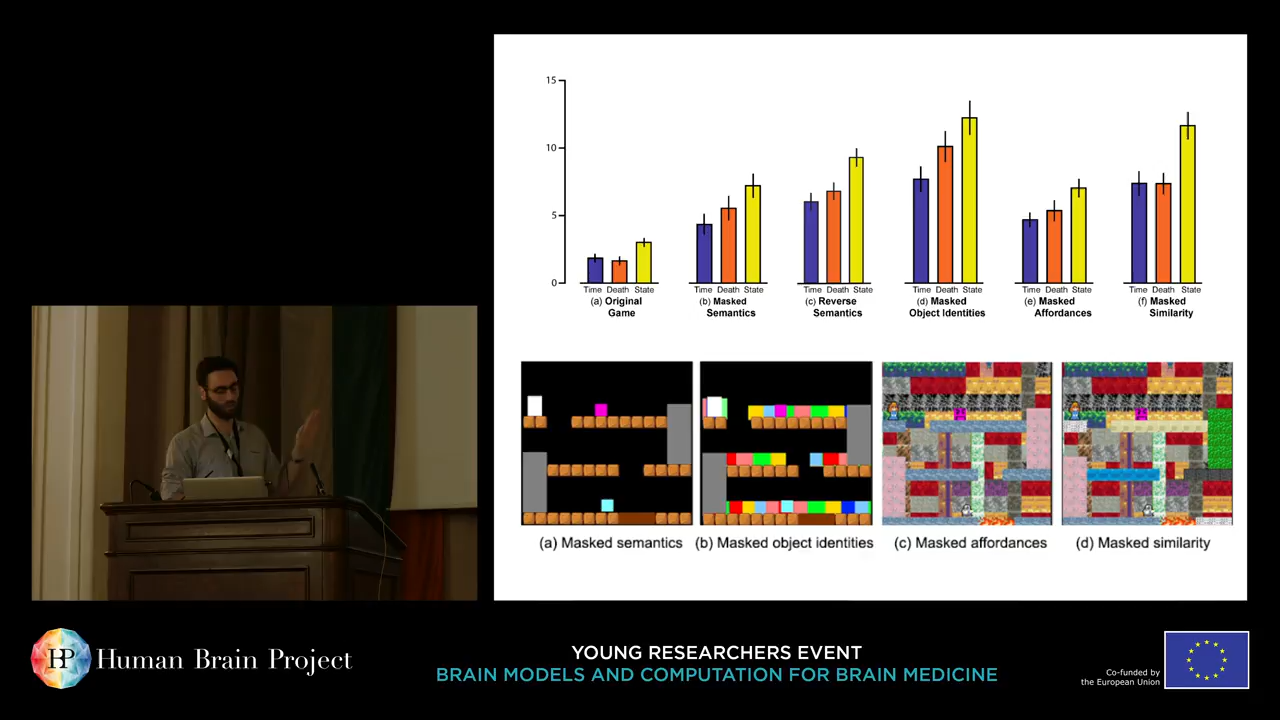 15
10
5
0
Time Death State
(a) Original
Game
Time Death State
(b) Masked
Semantics
Time Death State
(c) Reverse
Semantics
Time Death State
(d) Masked
Object Identities
Time Death State
(e) Masked
Affordances
Time Death State
(f) Masked
Similarity
(a) Masked semantics
(b) Masked object identities
(c) Masked affordances
(d) Masked similarity
HP Human Brain Project
YOUNG RESEARCHERS EVENT
BRAIN MODELS AND COMPUTATION FOR BRAIN MEDICINE
Co-funded by
the European Union